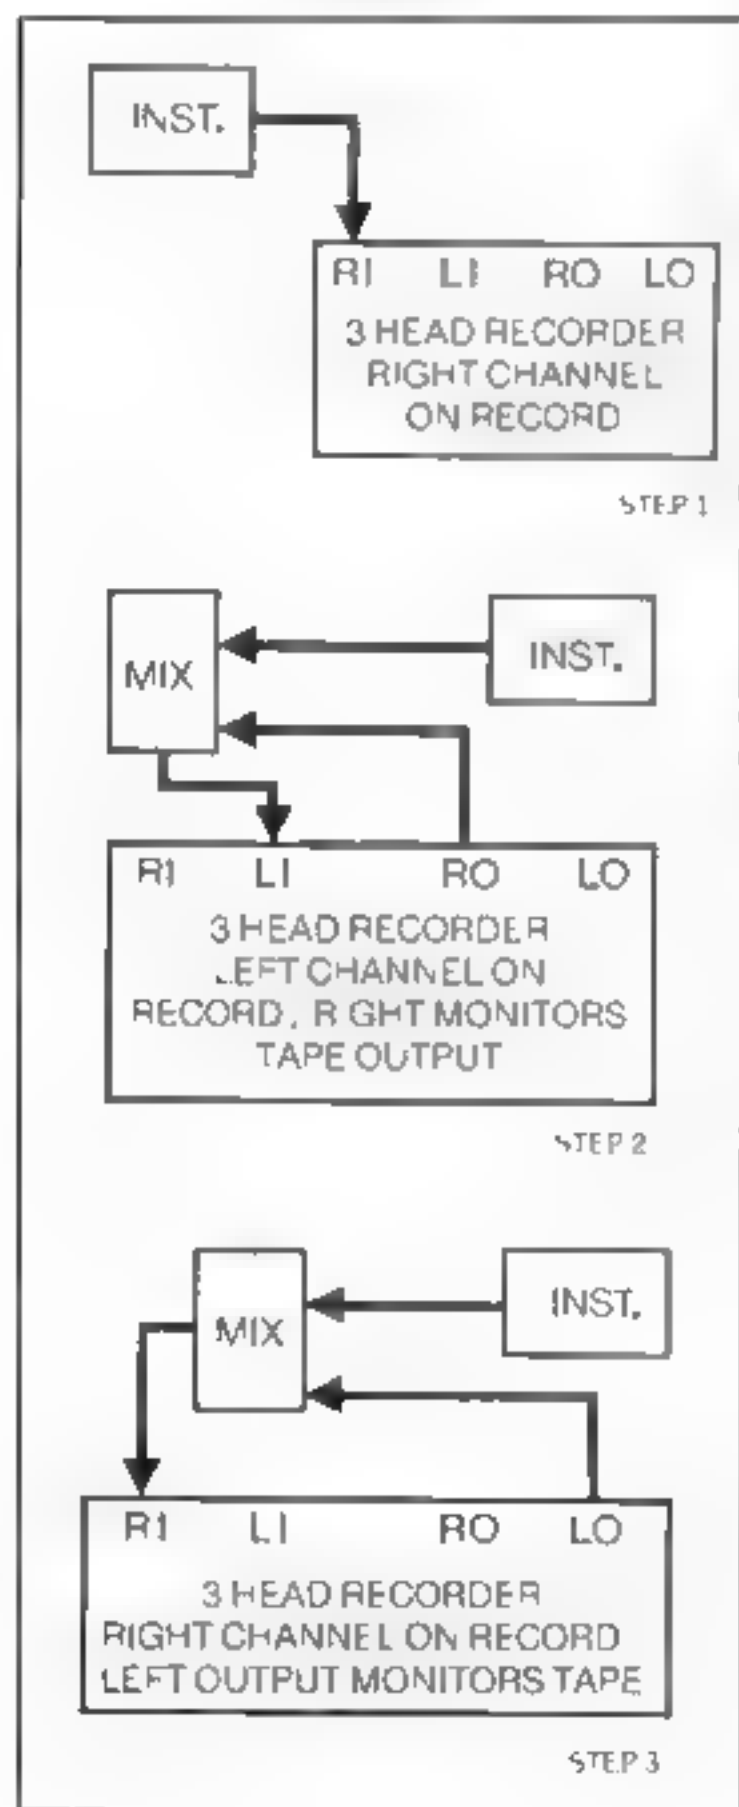 INST.
RI LI RO LO
3 HEAD RECORDER
RIGHT CHANNEL
ON RECORD
STEP 1
MIX
INST.
RI LI RO LO
3 HEAD RECORDER
LEFT CHANNEL ON
RECORD, RIGHT MONITORS
TAPE OUTPUT
STEP 2
MIX
INST.
RI LI RO LO
3 HEAD RECORDER
RIGHT CHANNEL ON RECORD
LEFT OUTPUT MONITORS TAPE
STEP 3